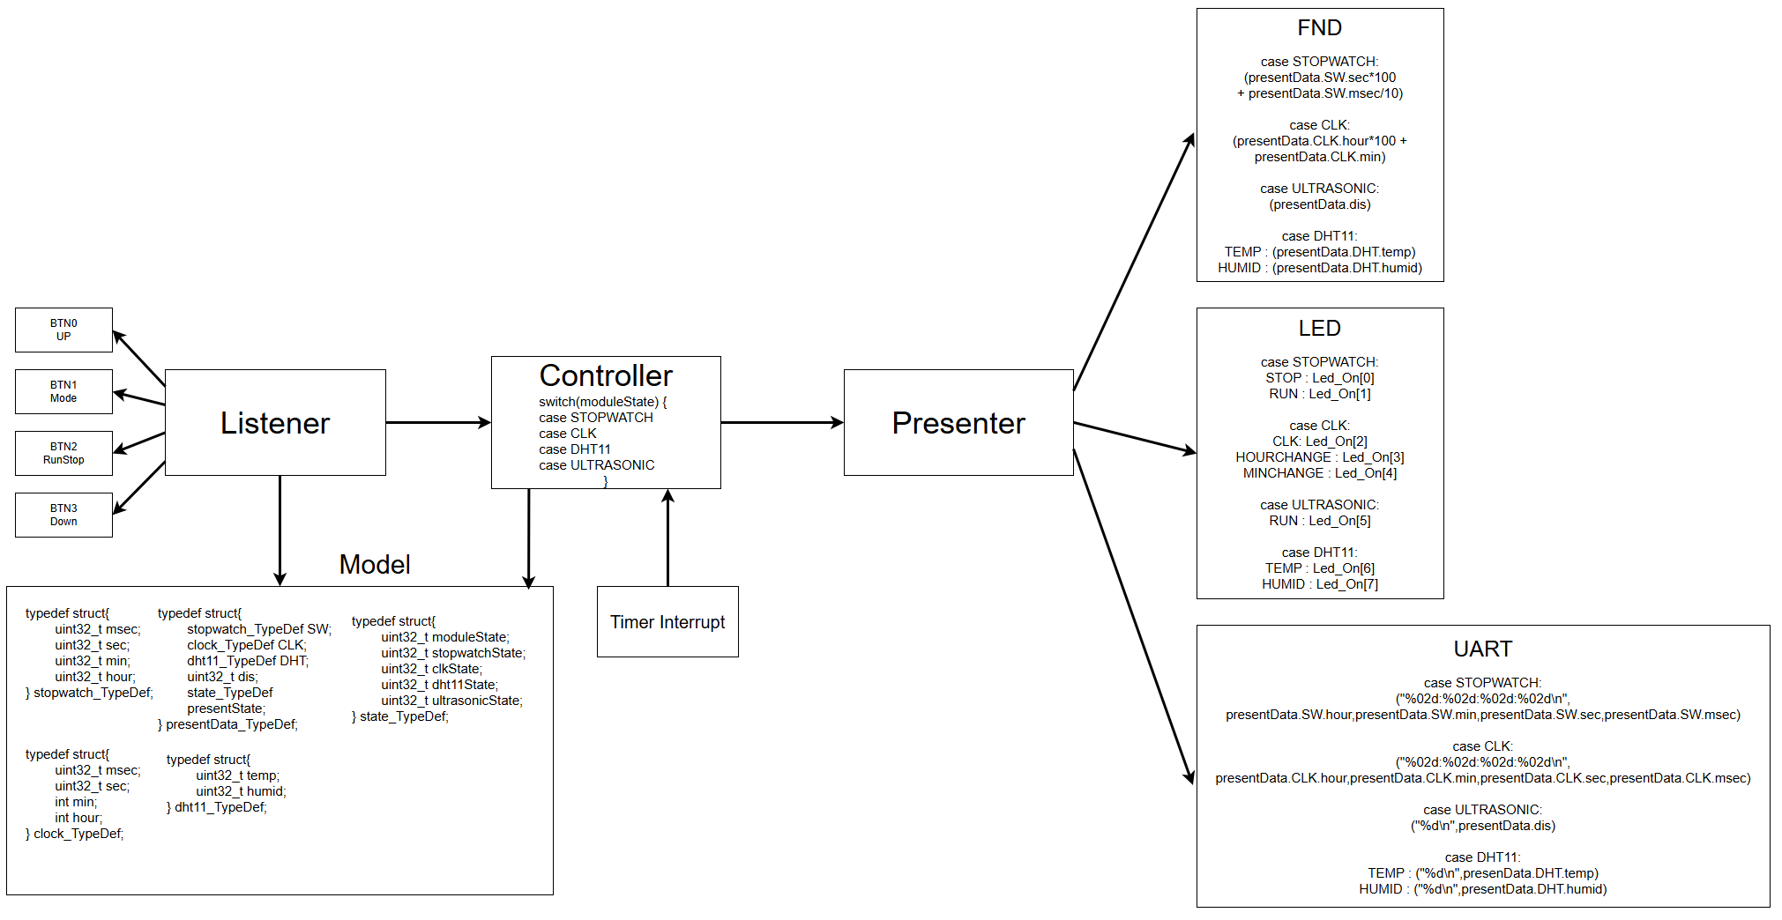 BTN0
UP
BTN1
Mode
BTN2
RunStop
BTN3
Down
Listener
Controller
switch(moduleState) {
case STOPWATCH
case CLK
case DHT11
case ULTRASONIC
}
Timer Interrupt
Presenter
Model
typedef struct{
uint32_t msec;
uint32_t sec;
uint32_t min;
uint32_t hour;
} stopwatch_TypeDef;
typedef struct{
stopwatch_TypeDef SW;
clock_TypeDef CLK;
dht11_TypeDef DHT;
uint32_t dis;
state_TypeDef
presentState;
} presentData_TypeDef;
typedef struct{
uint32_t moduleState;
uint32_t stopwatchState;
uint32_t clkState;
uint32_t dht11State;
uint32_t ultrasonicState;
} state_TypeDef;
typedef struct{
uint32_t msec;
uint32_t sec;
int min;
int hour;
} clock_TypeDef;
typedef struct{
uint32_t temp;
uint32_t humid;
} dht11_TypeDef;
FND
case STOPWATCH:
(presentData.SW.sec*100
+ presentData.SW.msec/10)
case CLK:
(presentData.CLK.hour*100 +
presentData.CLK.min)
case ULTRASONIC:
(presentData.dis)
case DHT11:
TEMP : (presentData.DHT.temp)
HUMID : (presentData.DHT.humid)
LED
case STOPWATCH:
STOP : Led_On[0]
RUN : Led_On[1]
case CLK:
CLK: Led_On[2]
HOURCHANGE : Led_On[3]
MINCHANGE : Led_On[4]
case ULTRASONIC:
RUN : Led_On[5]
case DHT11:
TEMP : Led_On[6]
HUMID : Led_On[7]
UART
case STOPWATCH:
("%02d:%02d:%02d:%02d\n",
presentData.SW.hour,presentData.SW.min,presentData.SW.sec,presentData.SW.msec)
case CLK:
("%02d:%02d:%02d:%02d\n",
presentData.CLK.hour,presentData.CLK.min,presentData.CLK.sec,presentData.CLK.msec)
case ULTRASONIC:
("%d\n",presentData.dis)
case DHT11:
TEMP : ("%d\n",presenData.DHT.temp)
HUMID : ("%d\n",presentData.DHT.humid)